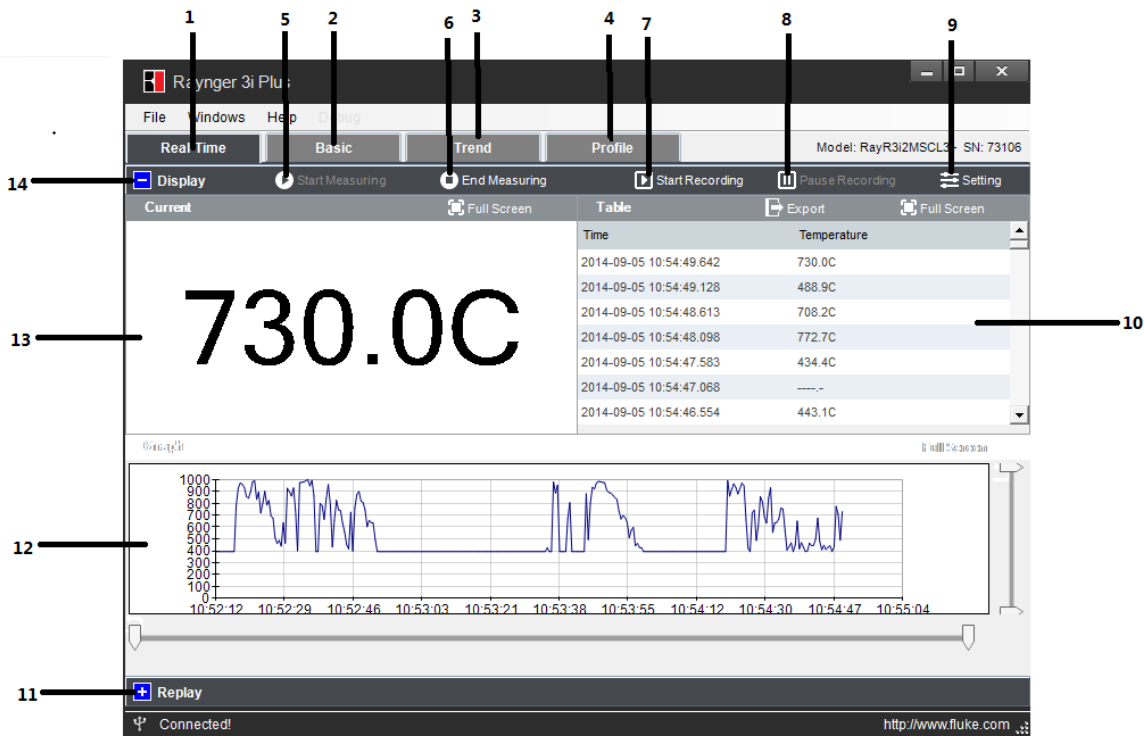 1 5 2 6 3 4 7 8 9
Raynger 3i Plus
File Windows Help Debug
Real Time Basic Trend Profile Model: RayR3i2MSCL3 - SN: 73106
14 Display Start Measuring End Measuring Start Recording Pause Recording Setting
Current Full Screen Table Export Full Screen
Time Temperature
2014-09-05 10:54:49.642 730.0C
2014-09-05 10:54:49.128 488.9C
2014-09-05 10:54:48.613 708.2C
2014-09-05 10:54:48.098 772.7C
2014-09-05 10:54:47.583 434.4C
2014-09-05 10:54:47.068 ----.-
2014-09-05 10:54:46.554 443.1C
13 730.0C 10
Graph Full Screen
1000
900
800
700
600
500
400
300
200
100
0
12
10:52:12 10:52:29 10:52:46 10:53:03 10:53:21 10:53:38 10:53:55 10:54:12 10:54:30 10:54:47 10:55:04
11 Replay
Connected! http://www.fluke.com